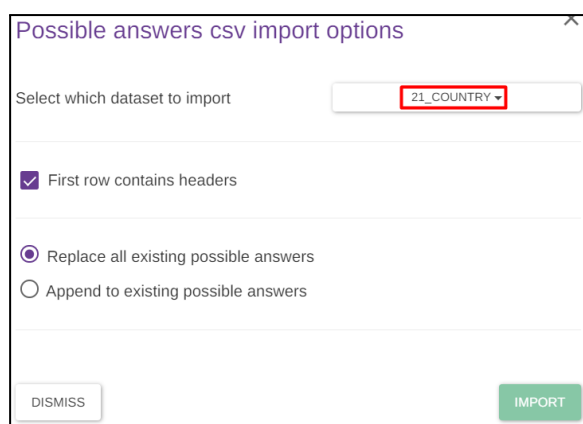 Possible answers csv import options
Select which dataset to import
21_COUNTRY
First row contains headers
Replace all existing possible answers
Append to existing possible answers
DISMISS
IMPORT